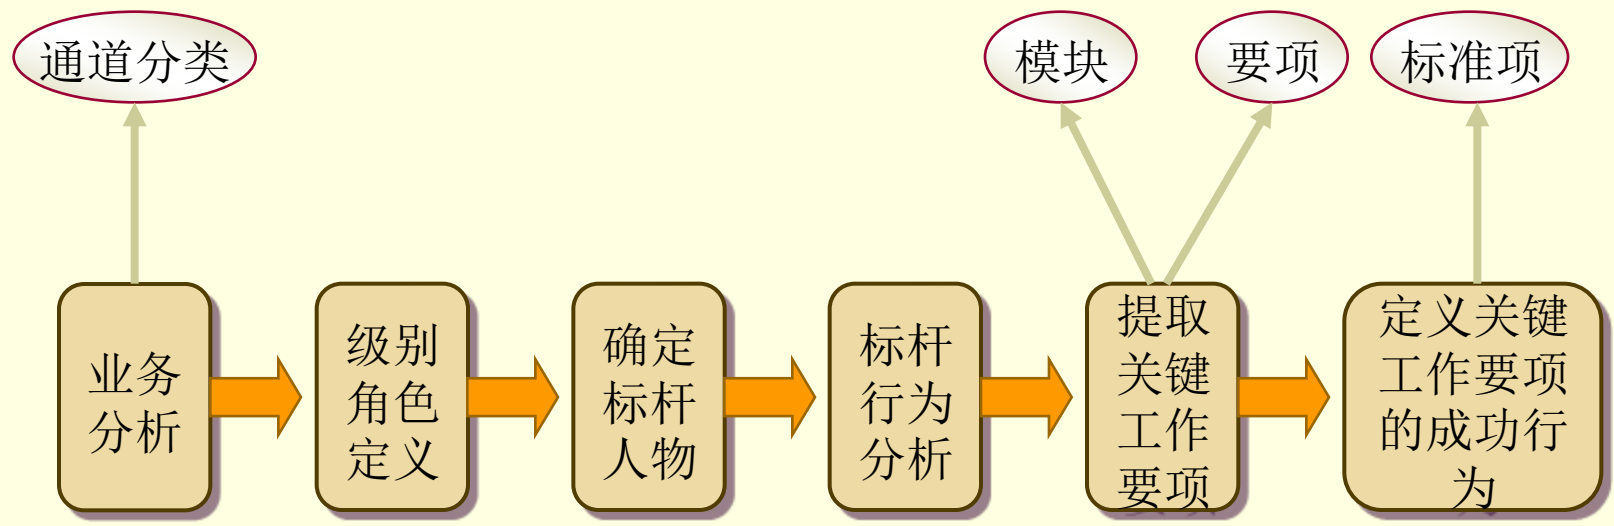 通道分类
模块
要项
标准项
业务
分析
级别
角色
定义
确定
标杆
人物
标杆
行为
分析
提取
关键
工作
要项
定义关键
工作要项
的成功行
为